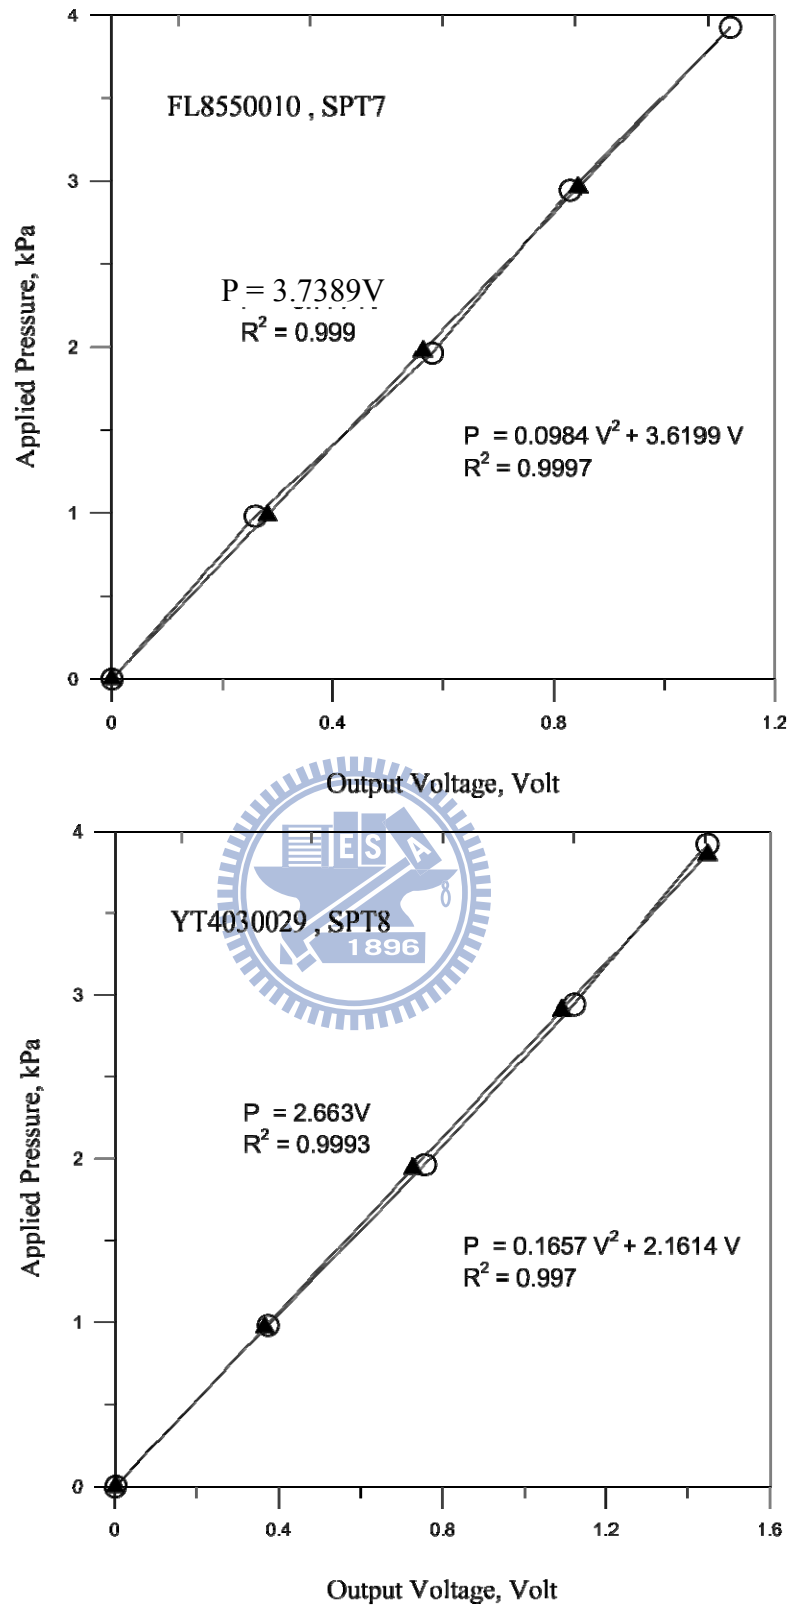 4
FL8550010 , SPT7
3
P = 3.7389V
R² = 0.999
2
P = 0.0984 V² + 3.6199 V
R² = 0.9997
1
0
Applied Pressure, kPa
0 0.4 0.8 1.2
Output Voltage, Volt
4
E S A
YT4030029 , SPT8
1896
3
P = 2.663V
R² = 0.9993
2
P = 0.1657 V² + 2.1614 V
R² = 0.997
1
0
Applied Pressure, kPa
0 0.4 0.8 1.2 1.6
Output Voltage, Volt